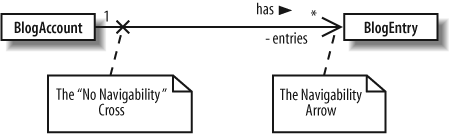 has ►
BlogAccount 1 * BlogEntry
- entries
The "No Navigability" Cross
The Navigability Arrow